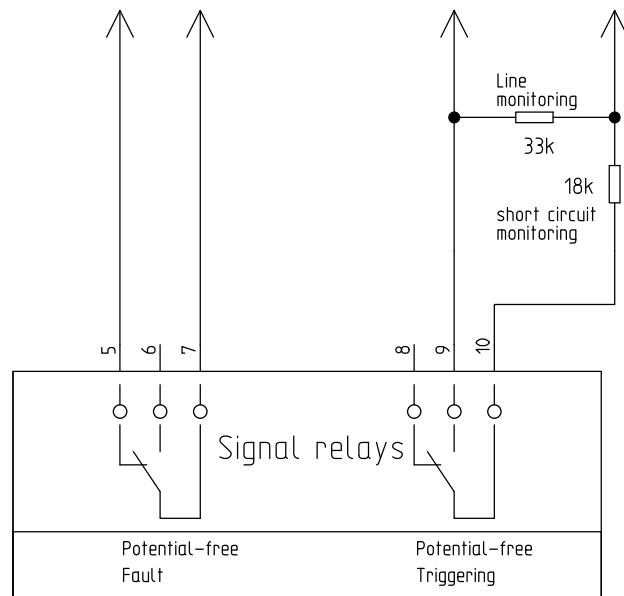 Line
monitoring
33k
18k
short circuit
monitoring
5
6
7
8
9
10
Signal relays
Potential-free
Fault
Potential-free
Triggering